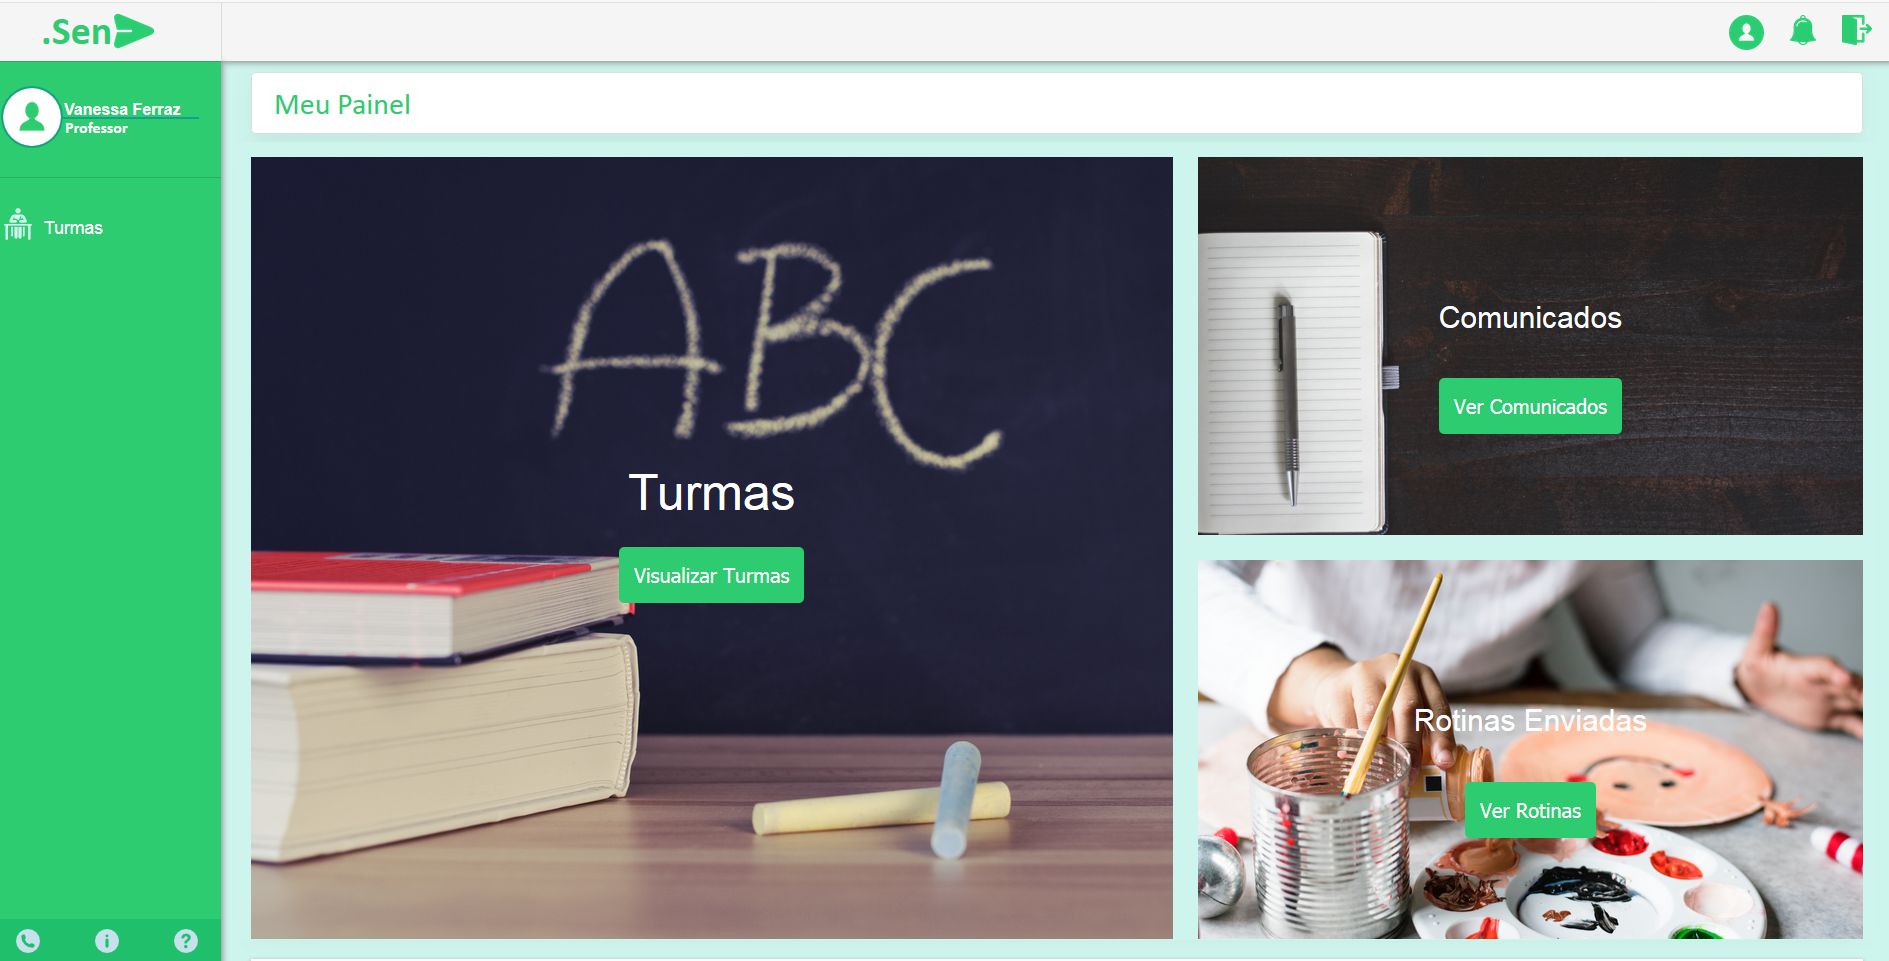 .Sen
Vanessa Ferraz
Professor
Turmas
Meu Painel
ABC
Turmas
Visualizar Turmas
Comunicados
Ver Comunicados
Rotinas Enviadas
Ver Rotinas